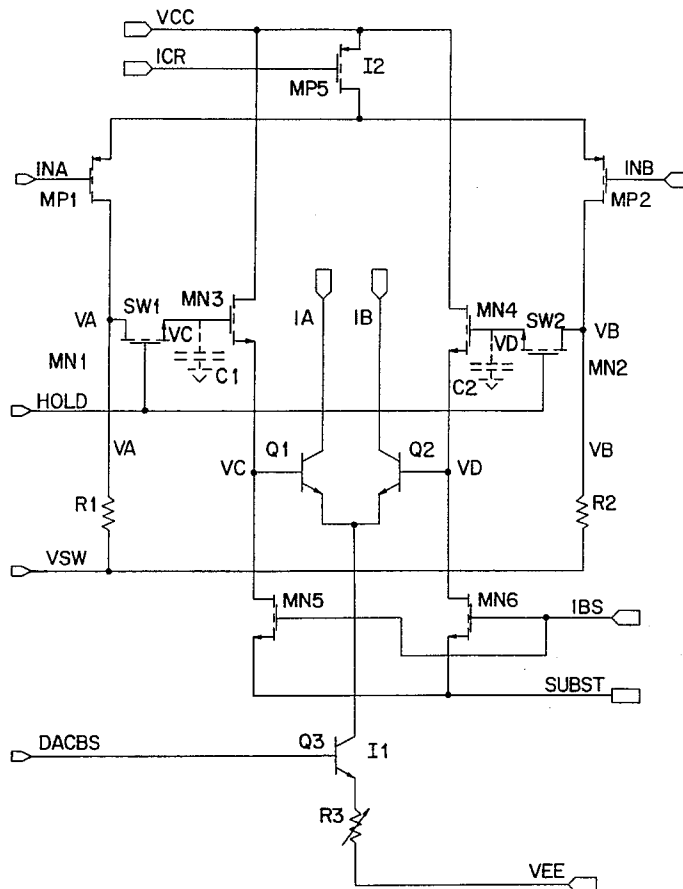 VCC
ICR
I2
MP5
INA
INB
MP1
MP2
SW1
MN3
IA
IB
MN4
SW2
VA
VC
VD
VB
MN1
C1
C2
MN2
HOLD
VA
Q1
Q2
VB
VC
VD
R1
R2
VSW
MN5
MN6
IBS
SUBST
DACBS
Q3
I1
R3
VEE